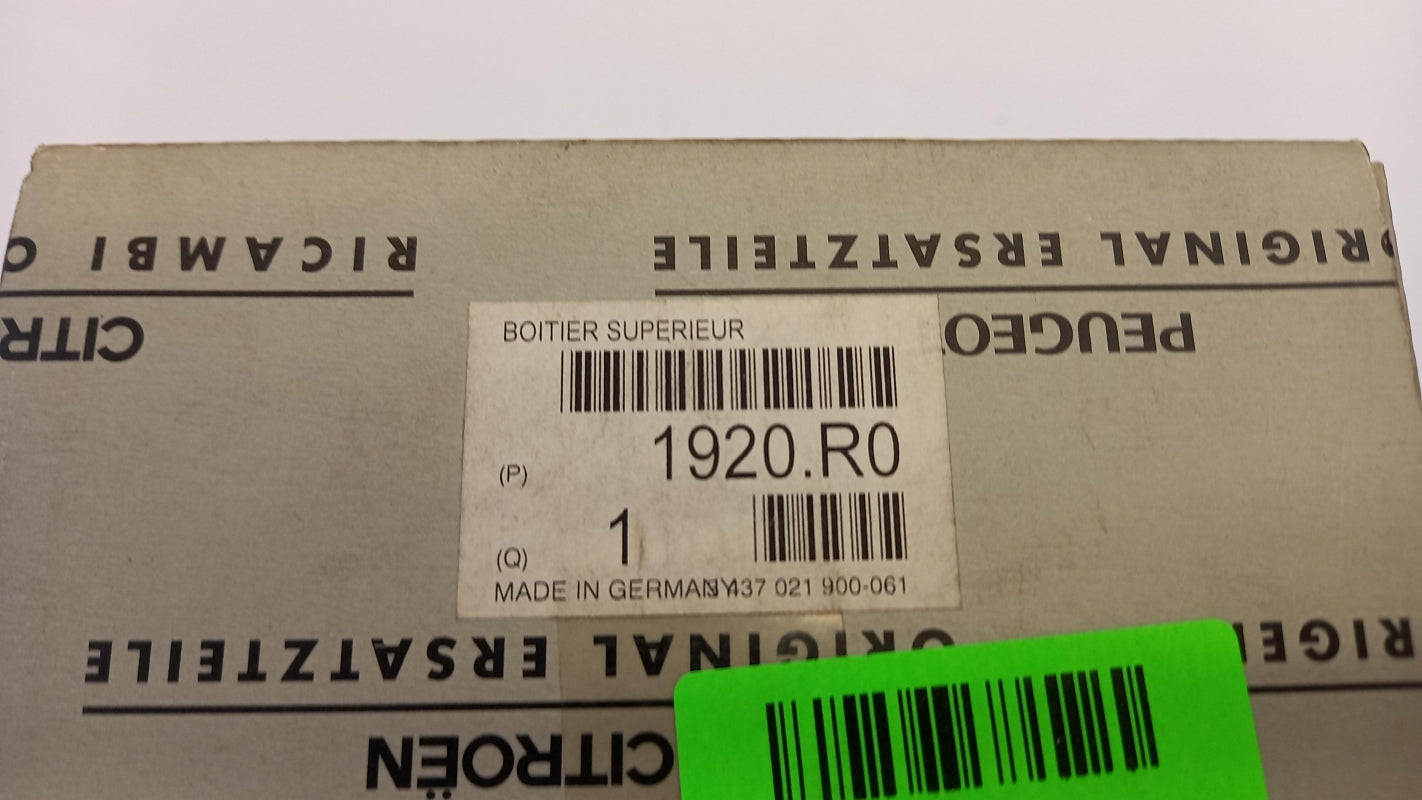 RICAMBI O
ORIGINAL ERSATZTEILE
CITR
PEUGEO
BOITIER SUPERIEUR
1920.R0
(P)
(Q) 1
MADE IN GERMANY 437 021 900-061
ORIGINAL ERSATZTEILE
RIGE
CITROËN